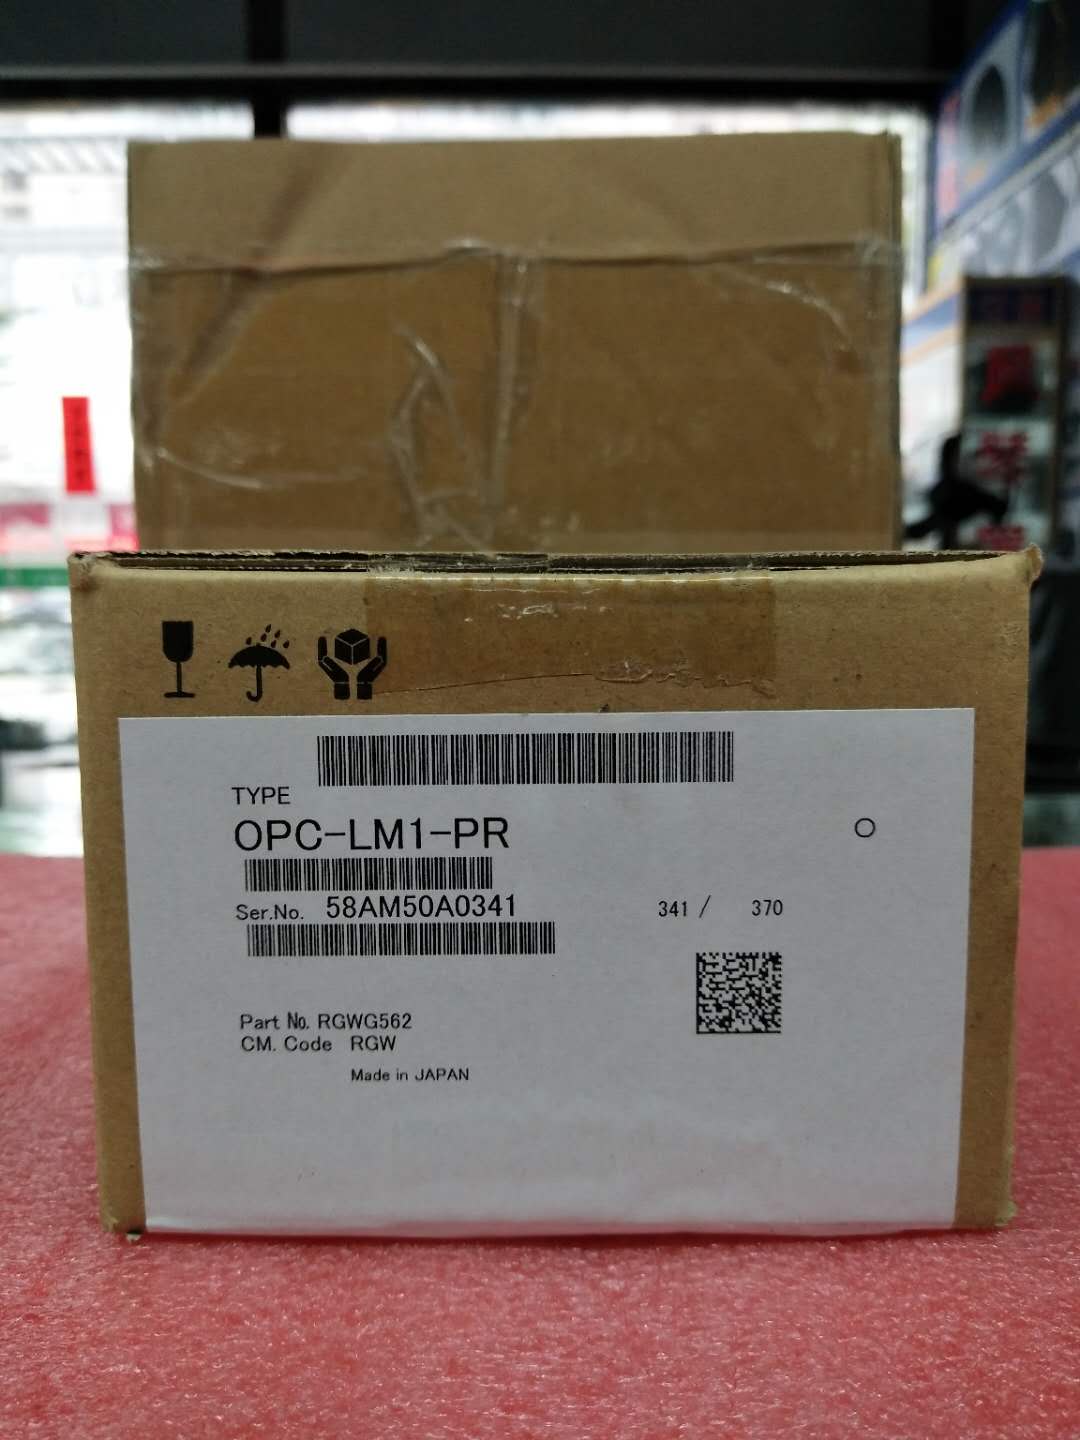 TYPE
OPC-LM1-PR
Ser.No. 58AM50A0341 341 / 370
Part No. RGWG562
CM. Code RGW
Made in JAPAN